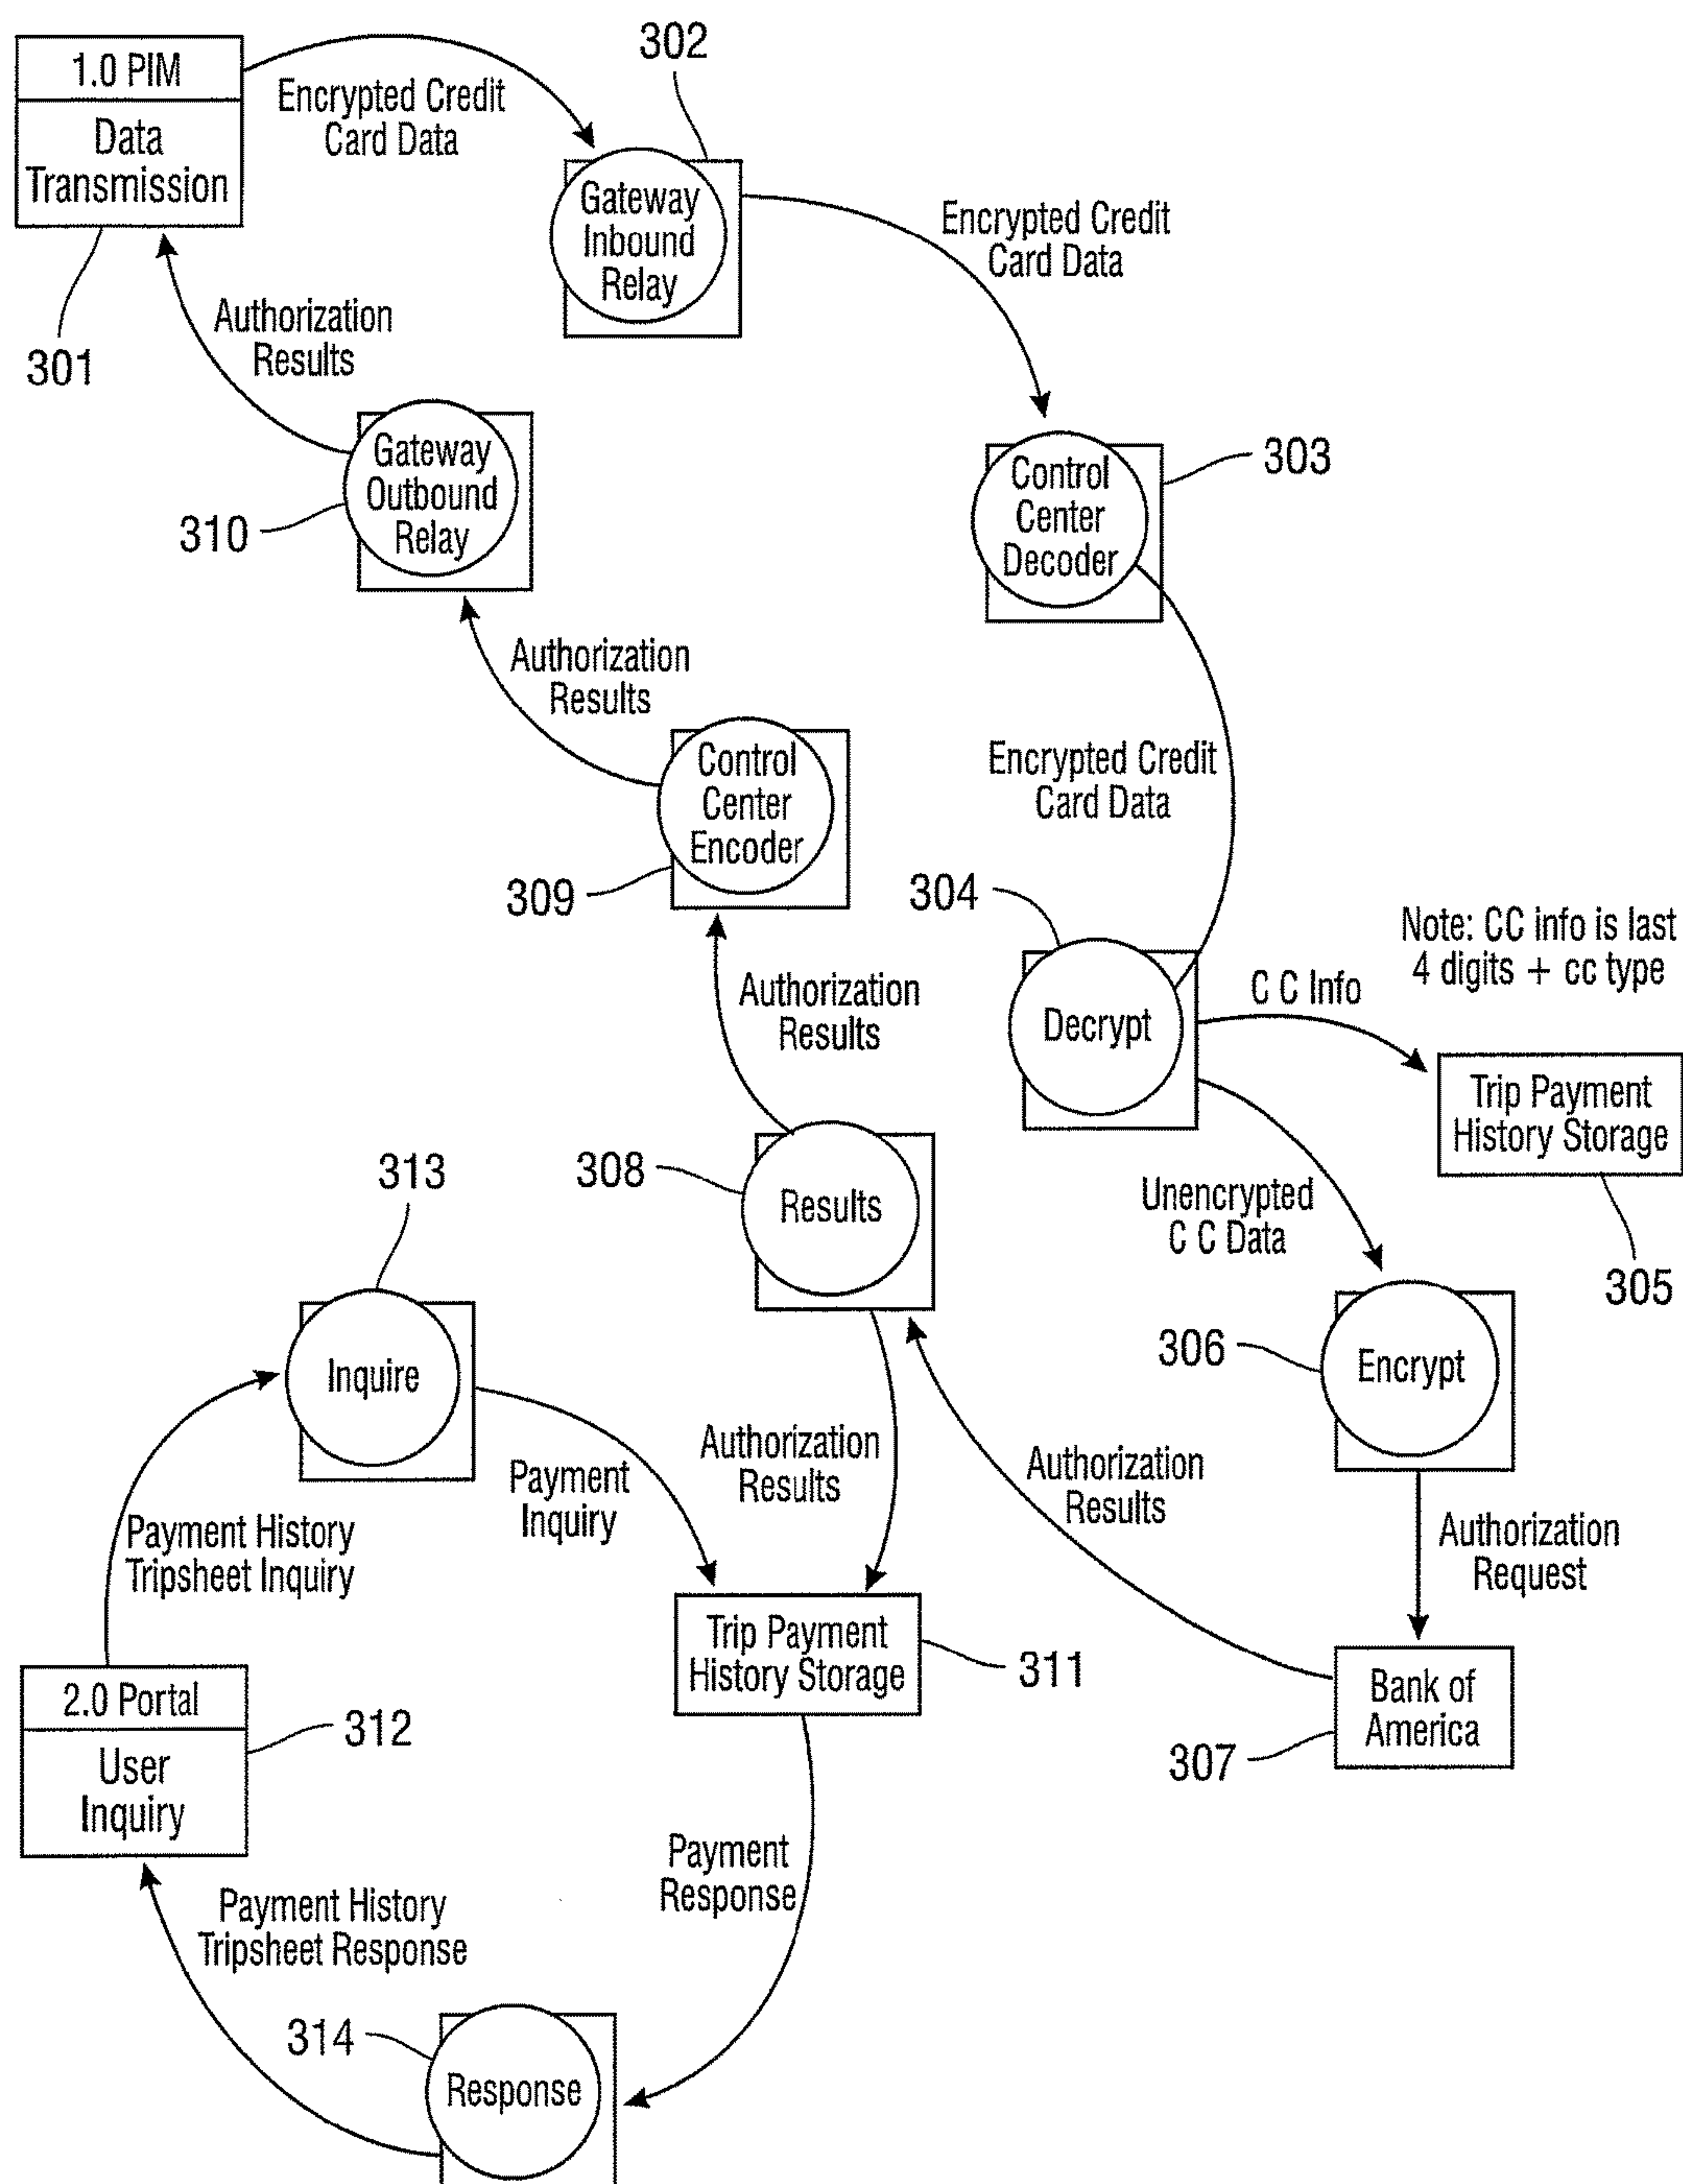 302
1.0 PIM
Data
Transmission
Encrypted Credit
Card Data
Gateway
Inbound
Relay
Encrypted Credit
Card Data
301
Authorization
Results
Gateway
Outbound
Relay
310
Control
Center
Decoder
303
Authorization
Results
Control
Center
Encoder
309
Encrypted Credit
Card Data
304
Decrypt
C C Info
Note: CC info is last
4 digits + cc type
Trip Payment
History Storage
305
Authorization
Results
308
Results
Unencrypted
C C Data
306
Encrypt
313
Inquire
Payment
Inquiry
Authorization
Results
Authorization
Results
Authorization
Request
Payment History
Tripsheet Inquiry
Trip Payment
History Storage
311
Bank of
America
307
2.0 Portal
User
Inquiry
312
Payment
Response
Payment History
Tripsheet Response
314
Response